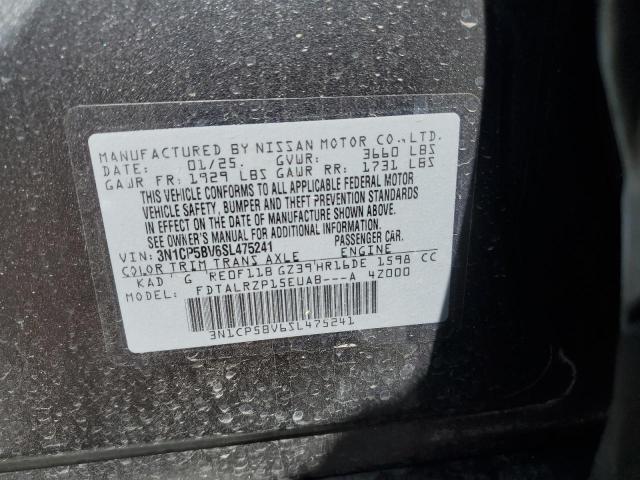 MANUFACTURED BY NISSAN MOTOR CO.,LTD.
DATE: 01/25. GVWR: 3660 LBS
GAWR FR: 1929 LBS GAWR RR: 1731 LBS
THIS VEHICLE CONFORMS TO ALL APPLICABLE FEDERAL MOTOR
VEHICLE SAFETY, BUMPER AND THEFT PREVENTION STANDARDS
IN EFFECT ON THE DATE OF MANUFACTURE SHOWN ABOVE.
SEE OWNER'S MANUAL FOR ADDITIONAL INFORMATION.
VIN: 3N1CP5BV6SL475241 PASSENGER CAR.
COLOR TRIM TRANS AXLE ENGINE
KAD G RE0F11B GZ39 HR16DE 1598 CC
MODEL: FDTALRZP15EUAB---A 42000
3N1CP5BV6SL475241